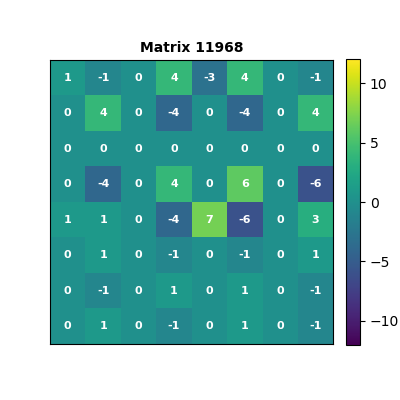 Matrix 11968
1 -1 0 4 -3 4 0 -1
0 4 0 -4 0 -4 0 4
0 0 0 0 0 0 0 0
0 -4 0 4 0 6 0 -6
1 1 0 -4 7 -6 0 3
0 1 0 -1 0 -1 0 1
0 -1 0 1 0 1 0 -1
0 1 0 -1 0 1 0 -1
10
5
0
−5
−10